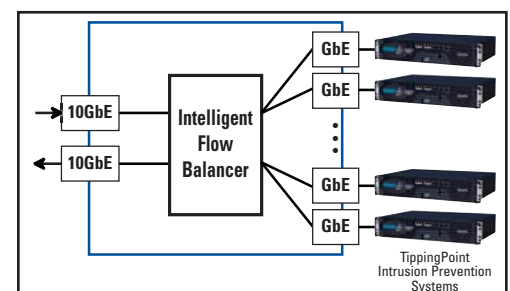 GbE
GbE
10GbE
Intelligent
Flow
Balancer
10GbE
GbE
GbE
TippingPoint
Intrusion Prevention
Systems